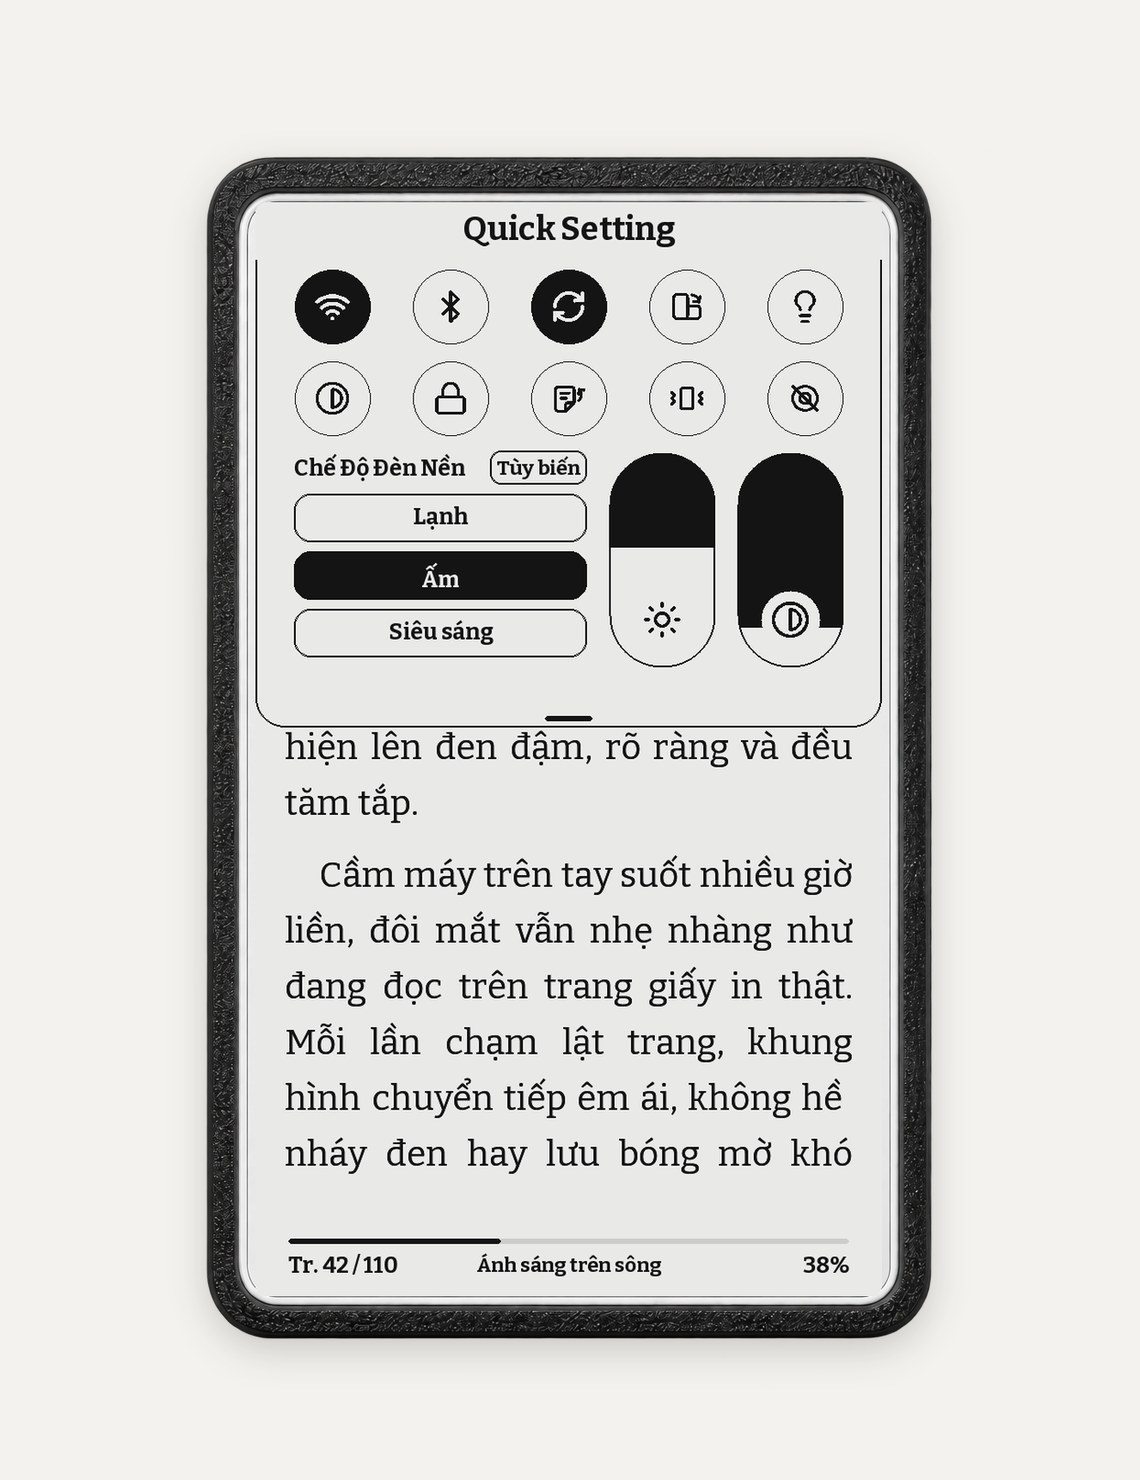 Quick Setting
Chế Độ Đèn Nền
Tùy biến
Lạnh
Ấm
Siêu sáng
hiện lên đen đậm, rõ ràng và đều
tăm tắp.
Cầm máy trên tay suốt nhiều giờ
liền, đôi mắt vẫn nhẹ nhàng như
đang đọc trên trang giấy in thật.
Mỗi lần chạm lật trang, khung
hình chuyển tiếp êm ái, không hề
nháy đen hay lưu bóng mờ khó
Tr. 42 / 110
Ánh sáng trên sông
38%